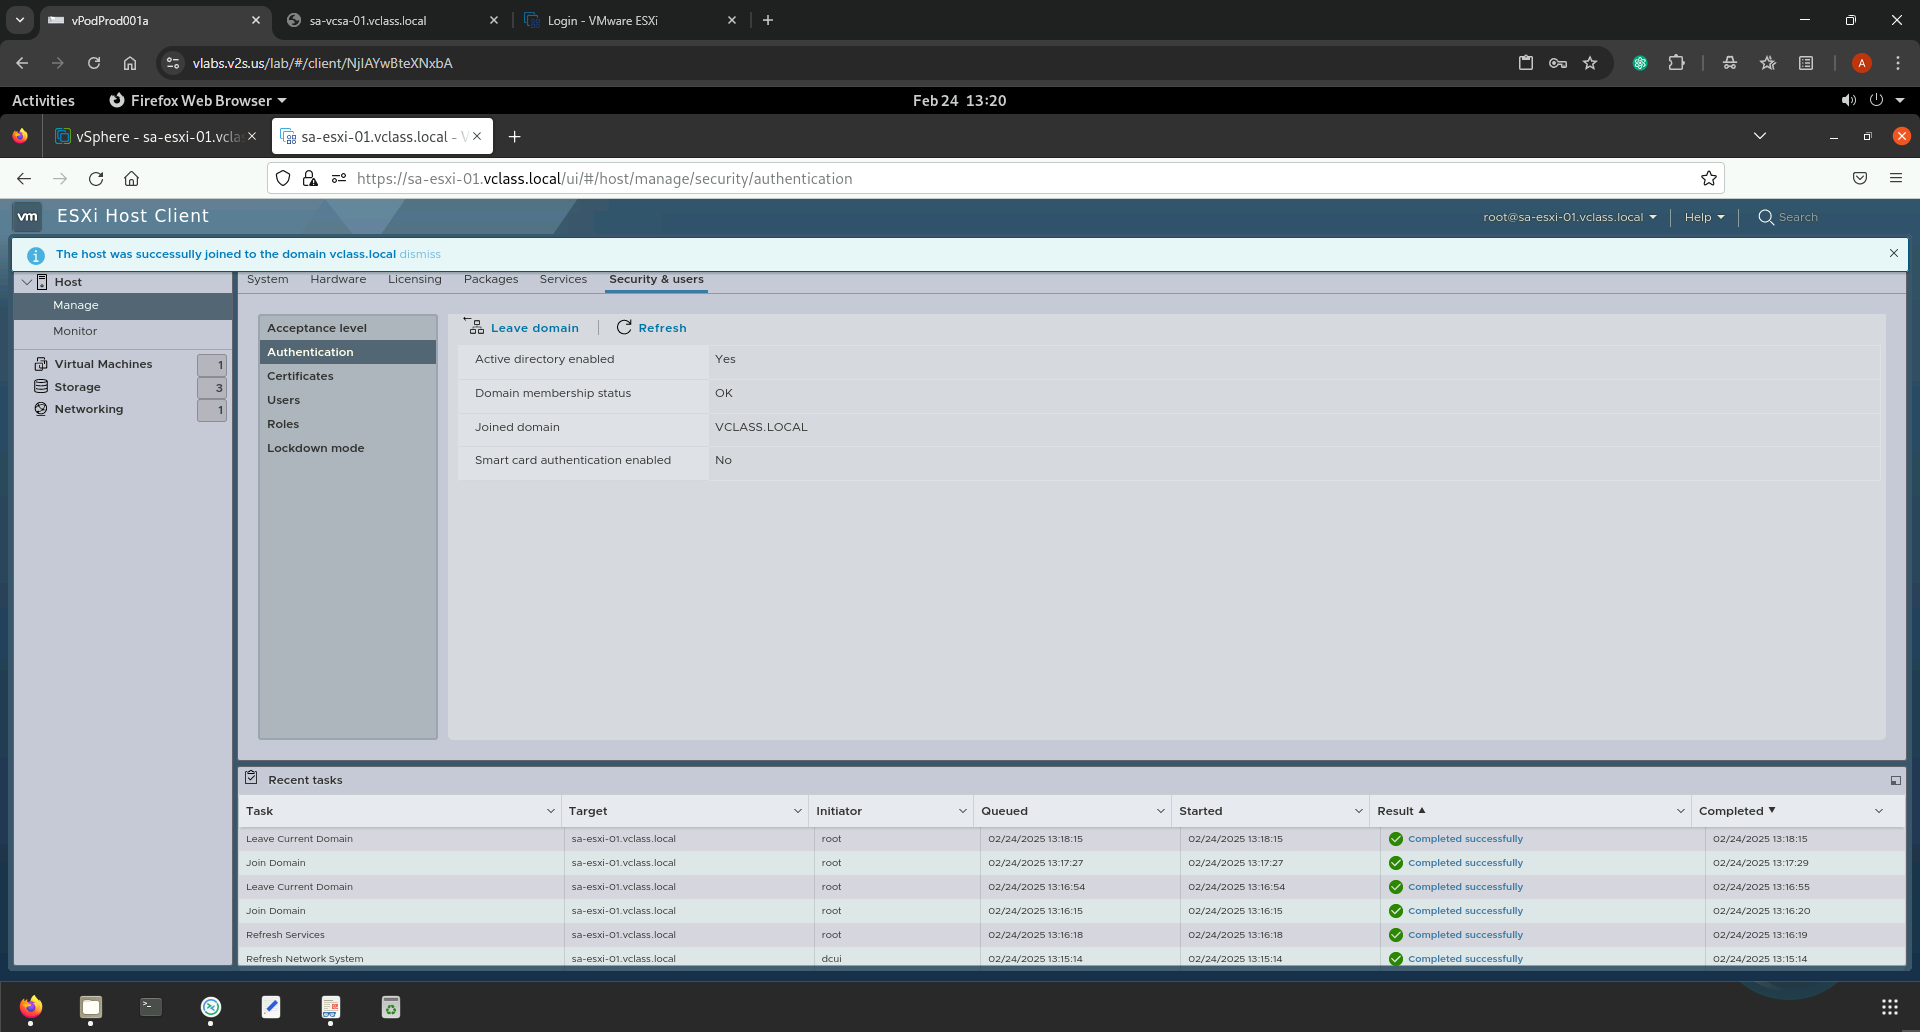 vPodProd001a
sa-vcsa-01.vclass.local
Login - VMware ESXi
vlabs.v2s.us/lab/#/client/NjIAYwBteXNxbA
A
Activities
Firefox Web Browser
Feb 24 13:20
vSphere - sa-esxi-01.vcla
sa-esxi-01.vclass.local - V
https://sa-esxi-01.vclass.local/ui/#/host/manage/security/authentication
vm ESXi Host Client
root@sa-esxi-01.vclass.local
Help
Search
The host was successully joined to the domain vclass.local dismiss
Host
Manage
Monitor
Virtual Machines 1
Storage 3
Networking 1
System Hardware Licensing Packages Services Security & users
Acceptance level
Authentication
Certificates
Users
Roles
Lockdown mode
Leave domain Refresh
Active directory enabled Yes
Domain membership status OK
Joined domain VCLASS.LOCAL
Smart card authentication enabled No
Recent tasks
Task Target Initiator Queued Started Result Completed
Leave Current Domain sa-esxi-01.vclass.local root 02/24/2025 13:18:15 02/24/2025 13:18:15 Completed successfully 02/24/2025 13:18:15
Join Domain sa-esxi-01.vclass.local root 02/24/2025 13:17:27 02/24/2025 13:17:27 Completed successfully 02/24/2025 13:17:29
Leave Current Domain sa-esxi-01.vclass.local root 02/24/2025 13:16:54 02/24/2025 13:16:54 Completed successfully 02/24/2025 13:16:55
Join Domain sa-esxi-01.vclass.local root 02/24/2025 13:16:15 02/24/2025 13:16:15 Completed successfully 02/24/2025 13:16:20
Refresh Services sa-esxi-01.vclass.local root 02/24/2025 13:16:18 02/24/2025 13:16:18 Completed successfully 02/24/2025 13:16:19
Refresh Network System sa-esxi-01.vclass.local dcui 02/24/2025 13:15:14 02/24/2025 13:15:14 Completed successfully 02/24/2025 13:15:14